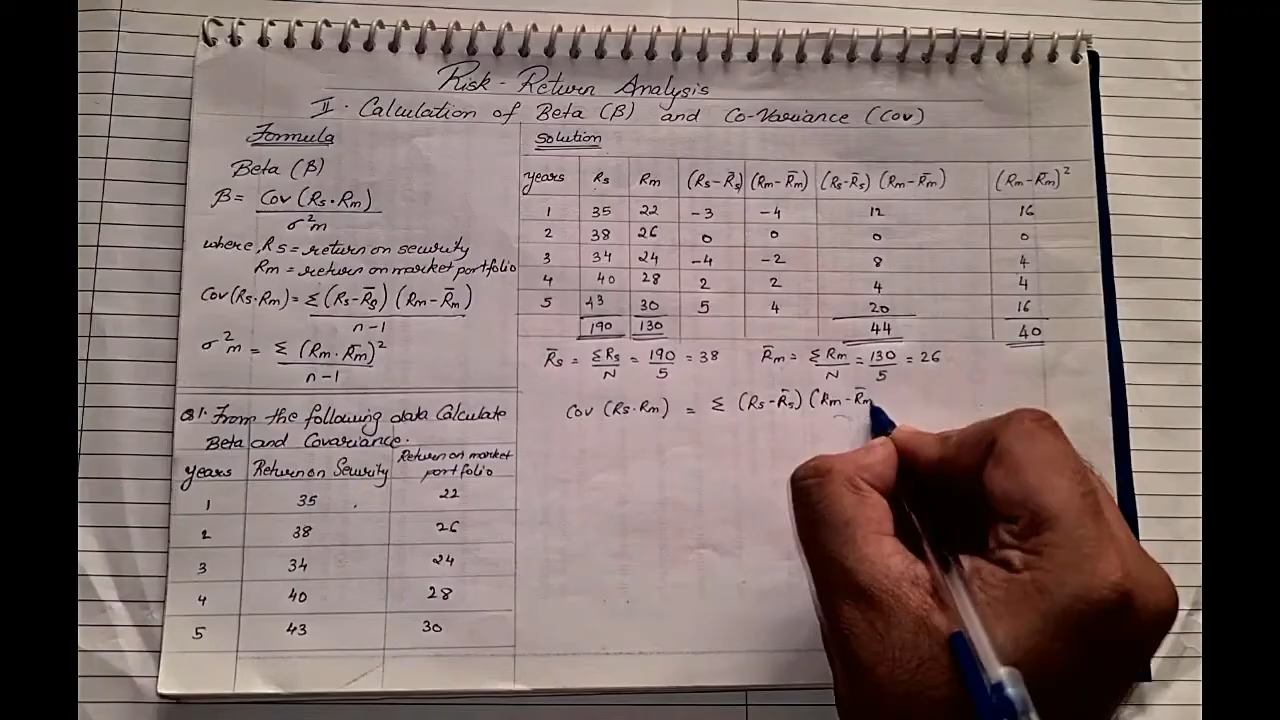 Risk - Return Analysis
II. Calculation of Beta (β) and Co-Variance (Cov)
Formula
Beta (β)
β = Cov (Rs·Rm)
σ²m
where, Rs = return on security
Rm = return on market portfolio
Cov (Rs·Rm) = Σ (Rs-R̄s) (Rm-R̄m)
n-1
σ²m = Σ (Rm·R̄m)²
n-1
Q1. From the following data Calculate
Beta and Covariance.
years Return on Security Return on market portfolio
1 35 22
2 38 26
3 34 24
4 40 28
5 43 30
Solution
years Rs Rm (Rs-R̄s) (Rm-R̄m) (Rs-R̄s) (Rm-R̄m) (Rm-R̄m)²
1 35 22 -3 -4 12 16
2 38 26 0 0 0 0
3 34 24 -4 -2 8 4
4 40 28 2 2 4 4
5 43 30 5 4 20 16
190 130 44 40
R̄s = ΣRs/N = 190/5 = 38 R̄m = ΣRm/N = 130/5 = 26
Cov (Rs·Rm) = Σ (Rs-R̄s) (Rm-R̄m